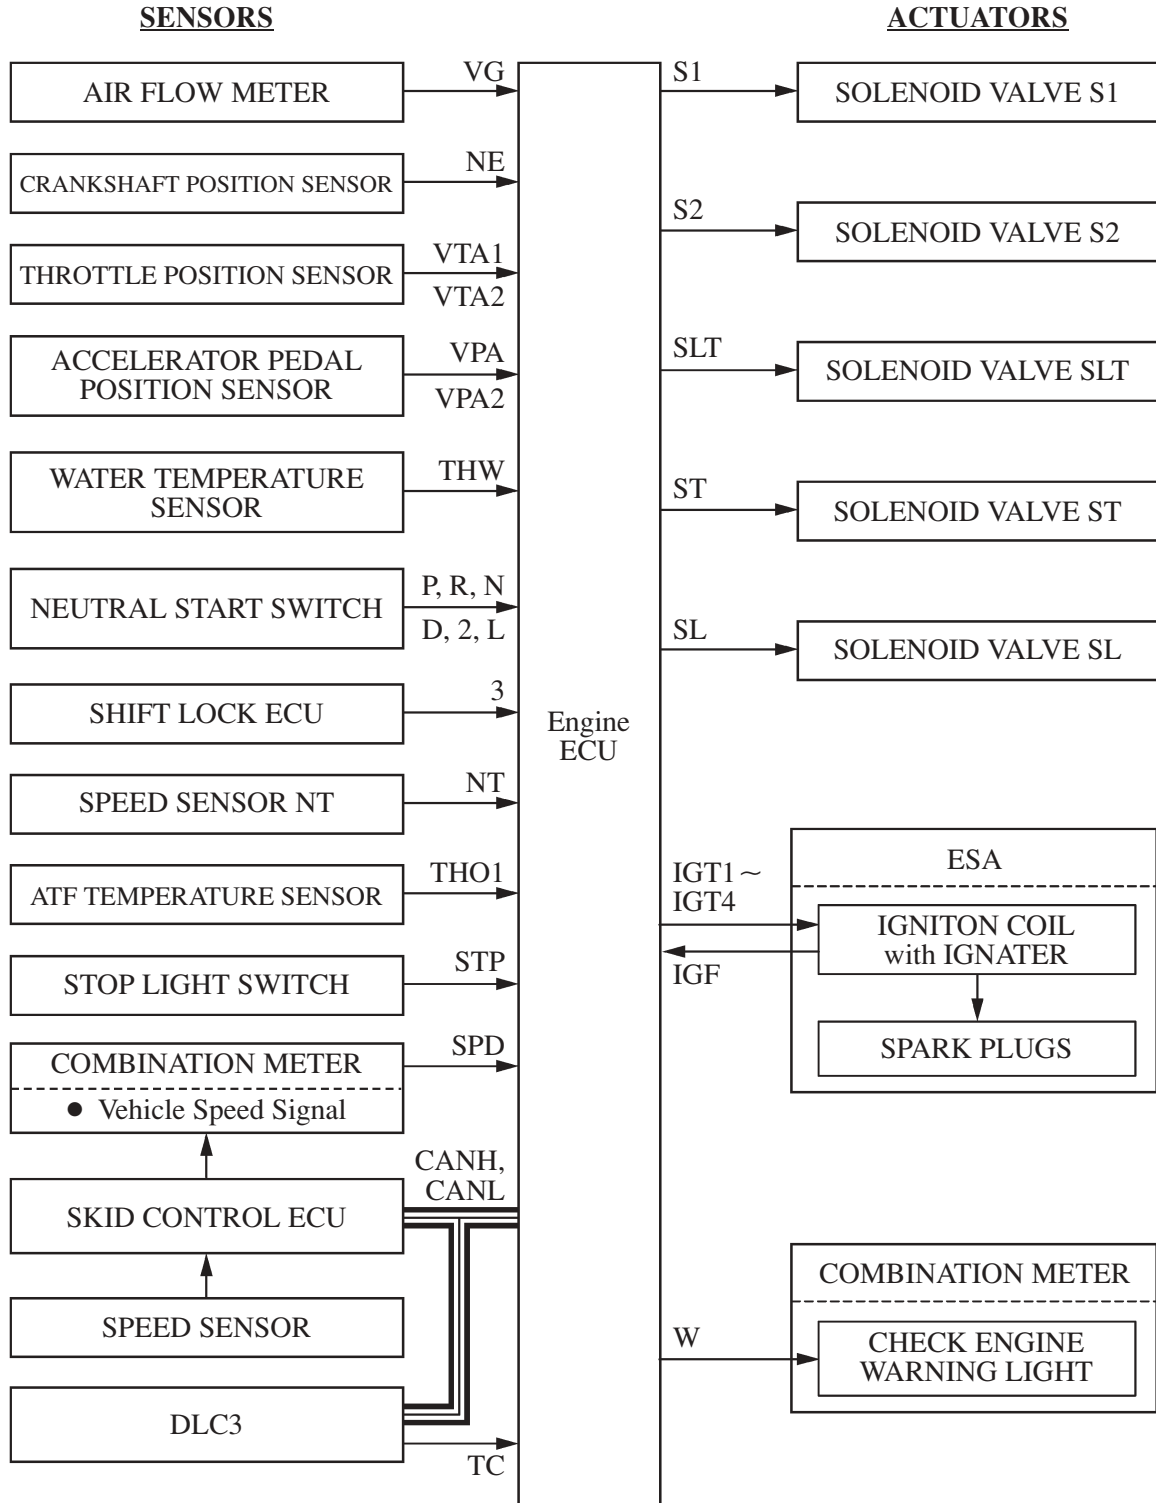 SENSORS
ACTUATORS
AIR FLOW METER
VG
CRANKSHAFT POSITION SENSOR
NE
THROTTLE POSITION SENSOR
VTA1
VTA2
ACCELERATOR PEDAL
POSITION SENSOR
VPA
VPA2
WATER TEMPERATURE
SENSOR
THW
NEUTRAL START SWITCH
P, R, N
D, 2, L
SHIFT LOCK ECU
3
SPEED SENSOR NT
NT
ATF TEMPERATURE SENSOR
THO1
STOP LIGHT SWITCH
STP
COMBINATION METER
SPD
● Vehicle Speed Signal
SKID CONTROL ECU
CANH,
CANL
SPEED SENSOR
DLC3
TC
Engine
ECU
S1
SOLENOID VALVE S1
S2
SOLENOID VALVE S2
SLT
SOLENOID VALVE SLT
ST
SOLENOID VALVE ST
SL
SOLENOID VALVE SL
ESA
IGT1 ~
IGT4
IGF
IGNITON COIL
with IGNATER
SPARK PLUGS
COMBINATION METER
W
CHECK ENGINE
WARNING LIGHT